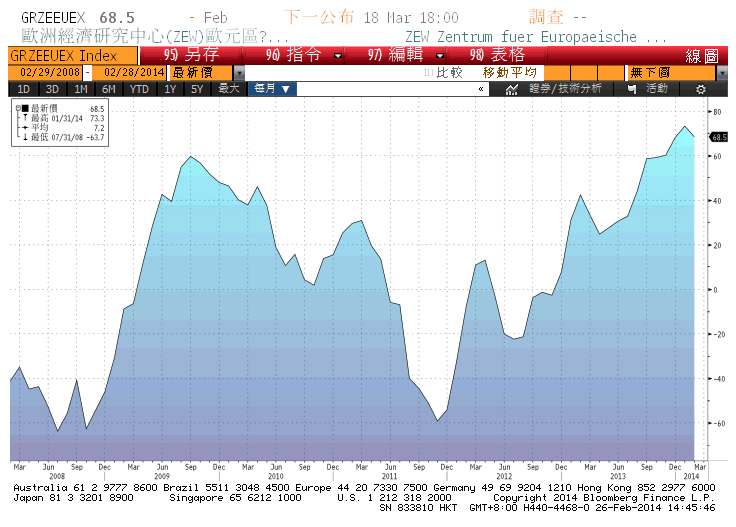 GRZEEUEX 68.5 - Feb 下一公布 18 Mar 18:00 調查 --
歐洲經濟研究中心(ZEW)歐元區?... ZEW Zentrum fuer Europaeische ...
GRZEEUEX Index 95) 另存 96) 指令 97) 編輯 98) 表格 線圖
02/29/2008 - 02/28/2014 最新價 11) 比較 移動平均 無下價
1D 3D 1M 6M YTD 1Y 5Y 最大 每月 ▼ « 證券/技術分析 活動
最新價 68.5
最高 01/31/14 73.3
平均 7.2
最低 07/31/08 -63.7
80
68.5
60
40
20
0
-20
-40
-60
Mar Jun Sep Dec Mar Jun Sep Dec Mar Jun Sep Dec Mar Jun Sep Dec Mar Jun Sep Dec Mar Jun Sep Dec Mar
2008 2009 2010 2011 2012 2013 2014
Australia 61 2 9777 8600 Brazil 5511 3048 4500 Europe 44 20 7330 7500 Germany 49 69 9204 1210 Hong Kong 852 2977 6000
Japan 81 3 3201 8900 Singapore 65 6212 1000 U.S. 1 212 318 2000 Copyright 2014 Bloomberg Finance L.P.
SN 833810 HKT GMT+8:00 H440-4468-0 26-Feb-2014 14:45:46